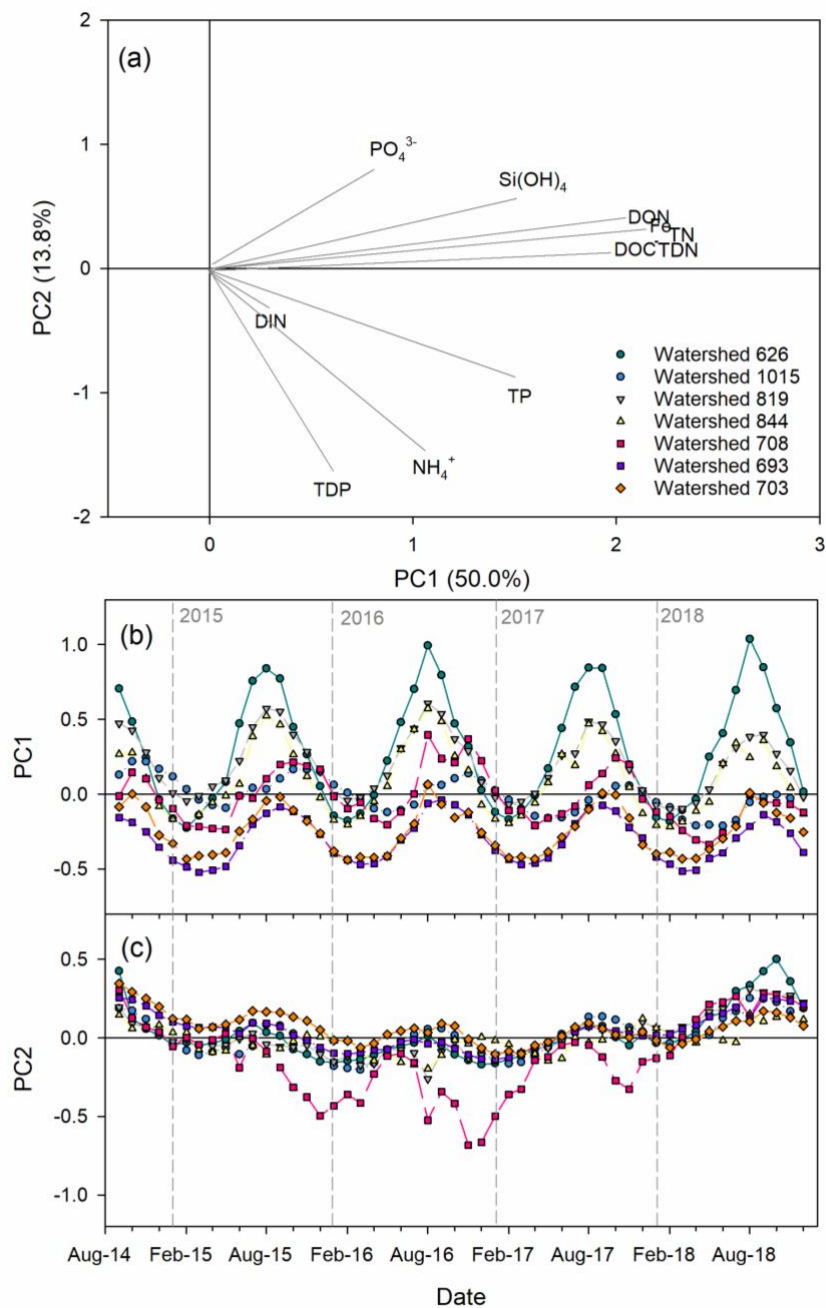 (a)
2
1
0
-1
-2
PC2 (13.8%)
PO₄³⁻
Si(OH)₄
DON
Fe
TN
DOC TDN
DIN
TP
NH₄⁺
TDP
Watershed 626
Watershed 1015
Watershed 819
Watershed 844
Watershed 708
Watershed 693
Watershed 703
0 1 2 3
PC1 (50.0%)
(b)
2015 2016 2017 2018
1.0
0.5
0.0
-0.5
PC1
(c)
0.5
0.0
-0.5
-1.0
PC2
Aug-14 Feb-15 Aug-15 Feb-16 Aug-16 Feb-17 Aug-17 Feb-18 Aug-18
Date